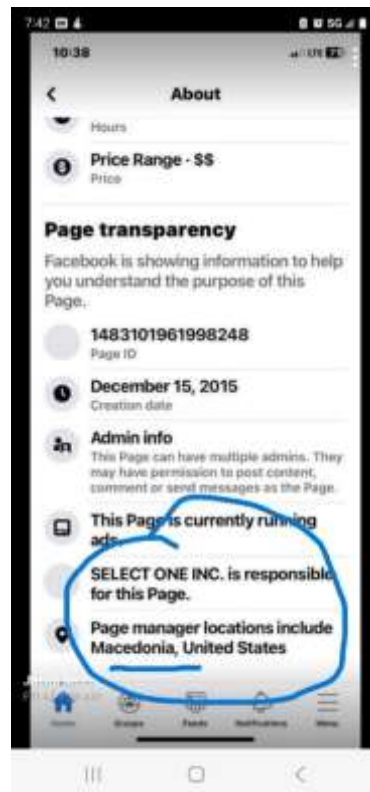 7:42
5G
10:38
LTE
About
Hours
Price Range · $$
Price
Page transparency
Facebook is showing information to help
you understand the purpose of this
Page.
1483101961998248
Page ID
December 15, 2015
Creation date
Admin info
This Page can have multiple admins. They
may have permission to post content,
comment or send messages as the Page.
This Page is currently running
ads.
SELECT ONE INC. is responsible
for this Page.
Page manager locations include
Macedonia, United States
Home
Groups
Feeds
Notifications
Menu